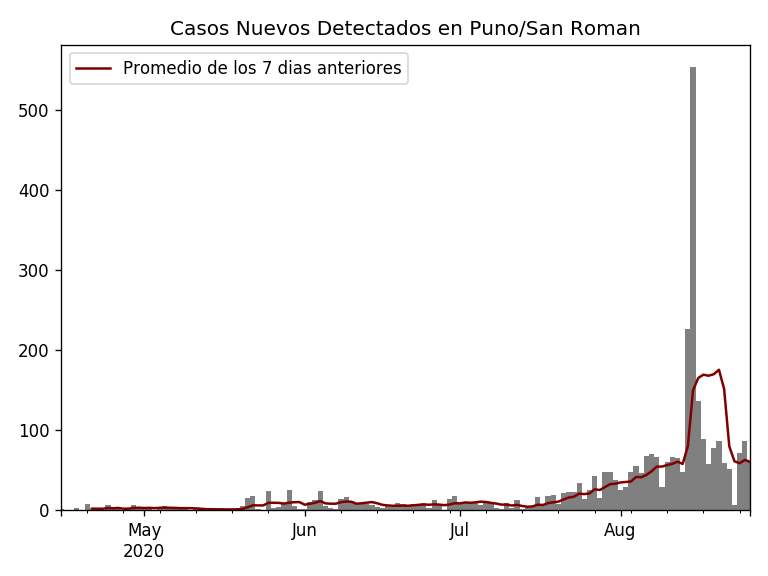 Casos Nuevos Detectados en Puno/San Roman
Promedio de los 7 dias anteriores
500
400
300
200
100
0
May Jun Jul Aug
2020